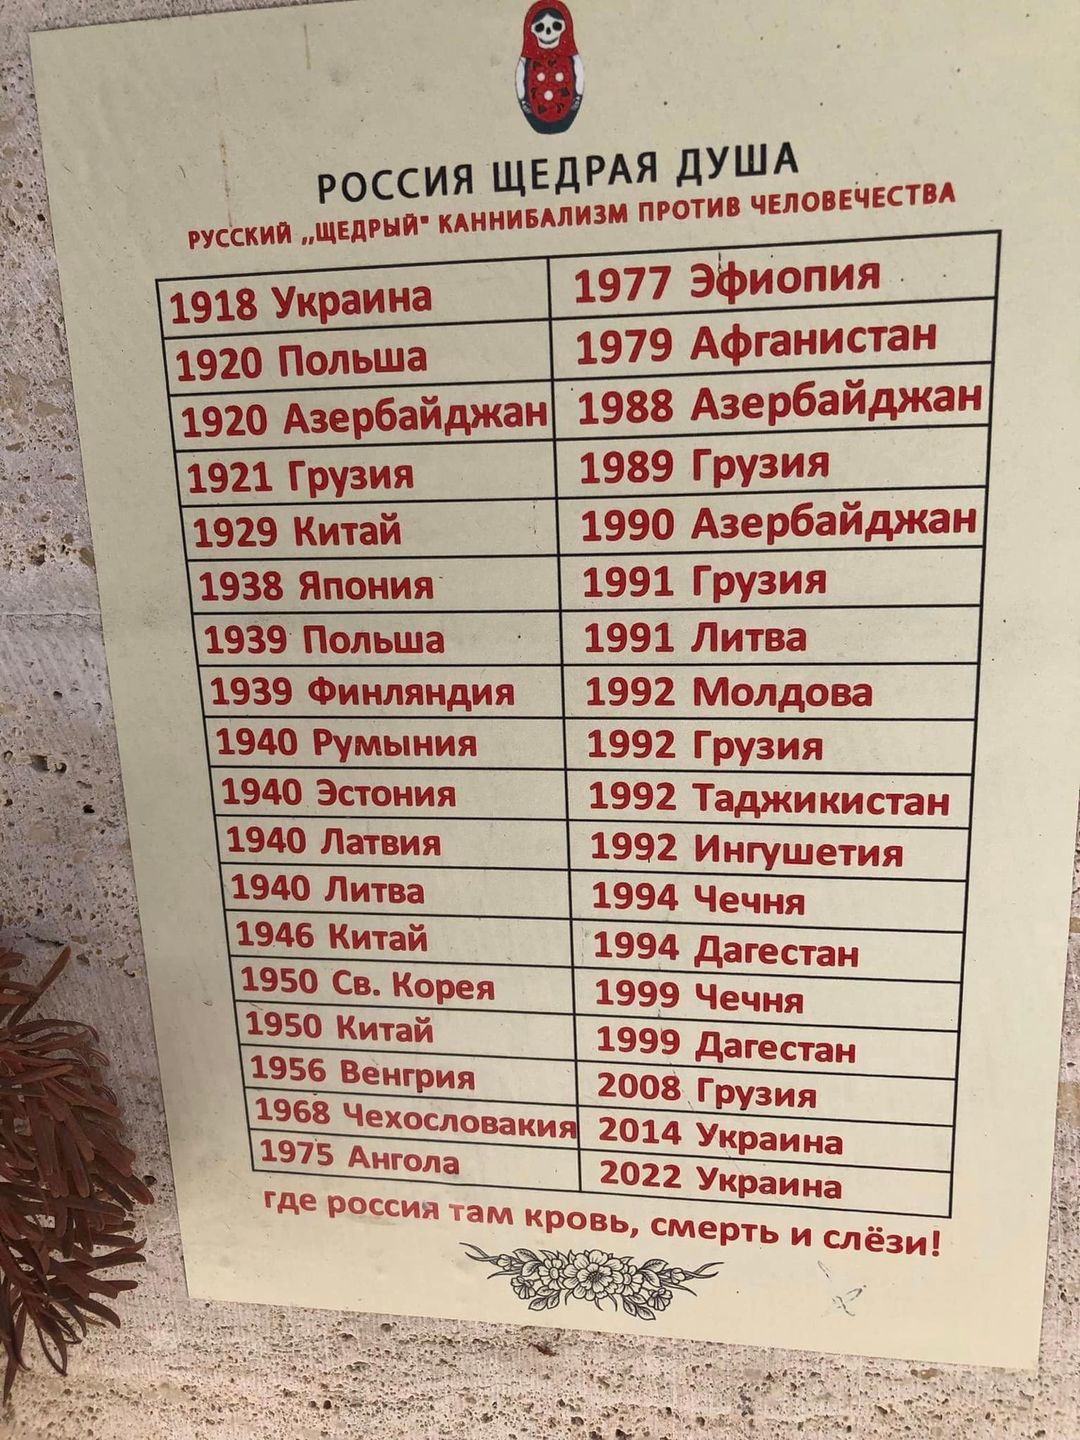 РОССИЯ ЩЕДРАЯ ДУША
РУССКИЙ „ЩЕДРЫЙ" КАННИБАЛИЗМ ПРОТИВ ЧЕЛОВЕЧЕСТВА
1918 Украина
1920 Польша
1920 Азербайджан
1921 Грузия
1929 Китай
1938 Япония
1939 Польша
1939 Финляндия
1940 Румыния
1940 Эстония
1940 Латвия
1940 Литва
1946 Китай
1950 Св. Корея
1950 Китай
1956 Венгрия
1968 Чехословакия
1975 Ангола
1977 Эфиопия
1979 Афганистан
1988 Азербайджан
1989 Грузия
1990 Азербайджан
1991 Грузия
1991 Литва
1992 Молдова
1992 Грузия
1992 Таджикистан
1992 Ингушетия
1994 Чечня
1994 Дагестан
1999 Чечня
1999 Дагестан
2008 Грузия
2014 Украина
2022 Украина
где россия там кровь, смерть и слёзи!